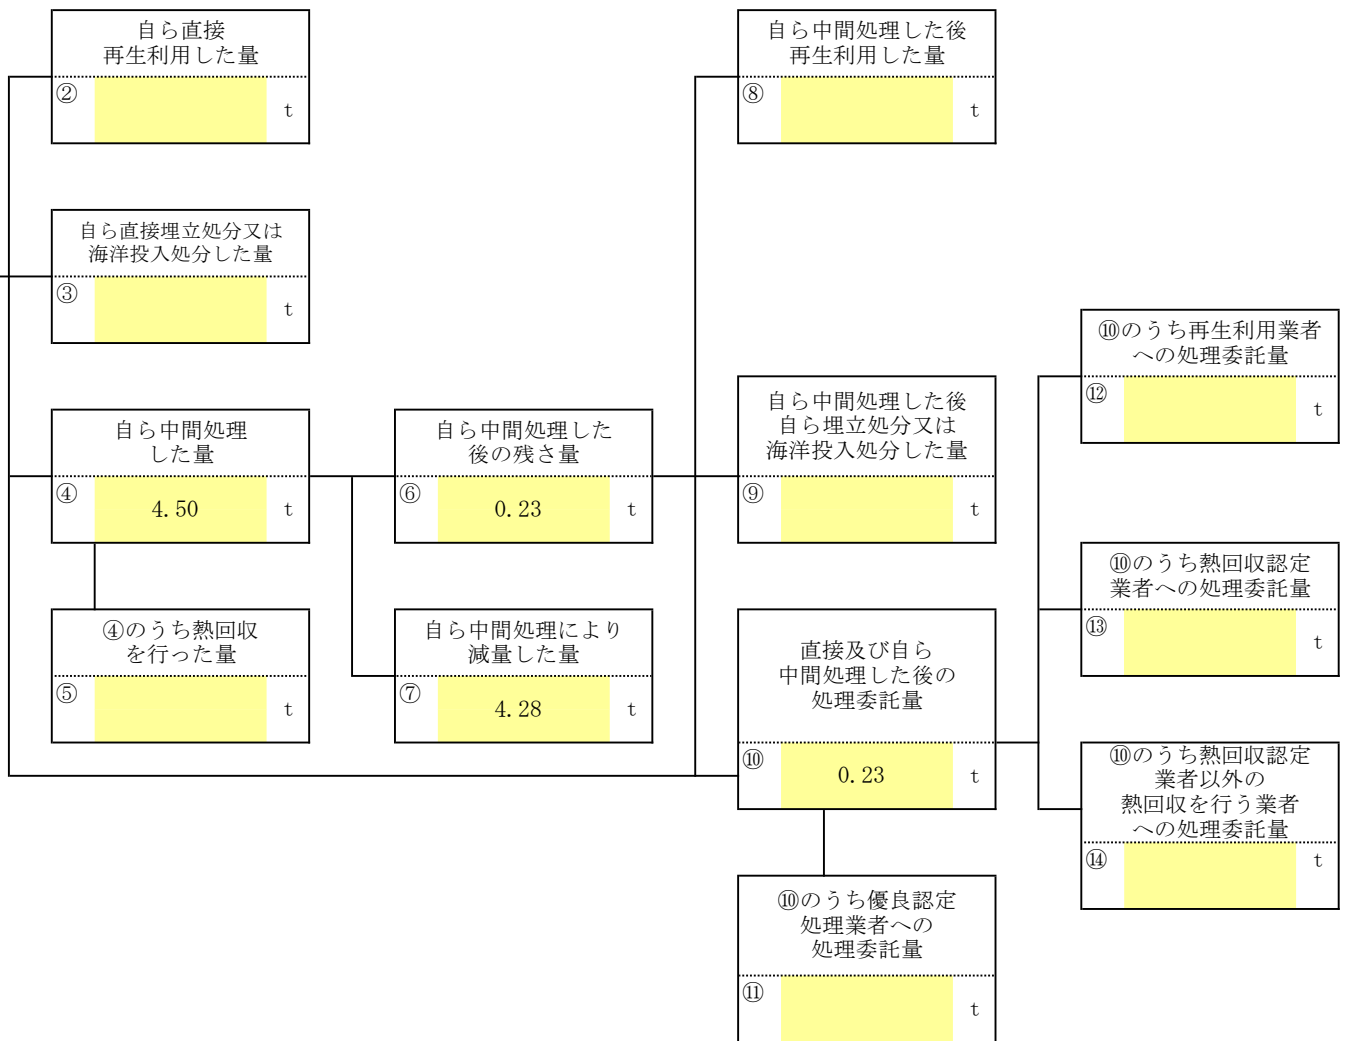 自ら直接
再生利用した量
②
t
自ら直接埋立処分又は
海洋投入処分した量
③
t
自ら中間処理
した量
④
4.50
t
④のうち熱回収
を行った量
⑤
t
自ら中間処理した
後の残さ量
⑥
0.23
t
自ら中間処理により
減量した量
⑦
4.28
t
自ら中間処理した後
再生利用した量
⑧
t
自ら中間処理した後
自ら埋立処分又は
海洋投入処分した量
⑨
t
直接及び自ら
中間処理した後の
処理委託量
⑩
0.23
t
⑩のうち優良認定
処理業者への
処理委託量
⑪
t
⑩のうち再生利用業者
への処理委託量
⑫
t
⑩のうち熱回収認定
業者への処理委託量
⑬
t
⑩のうち熱回収認定
業者以外の
熱回収を行う業者
への処理委託量
⑭
t